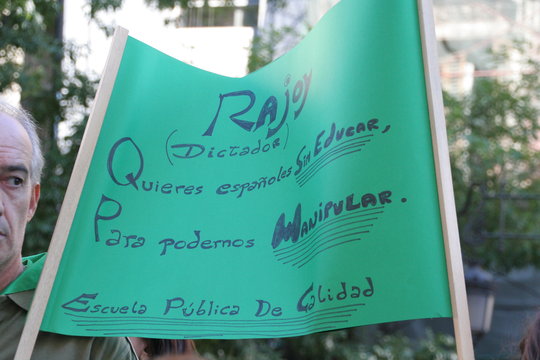 Rajoy
(Dictador)
Quieres españoles Sin Educar,
Para podernos Manipular.
Escuela Pública De Calidad